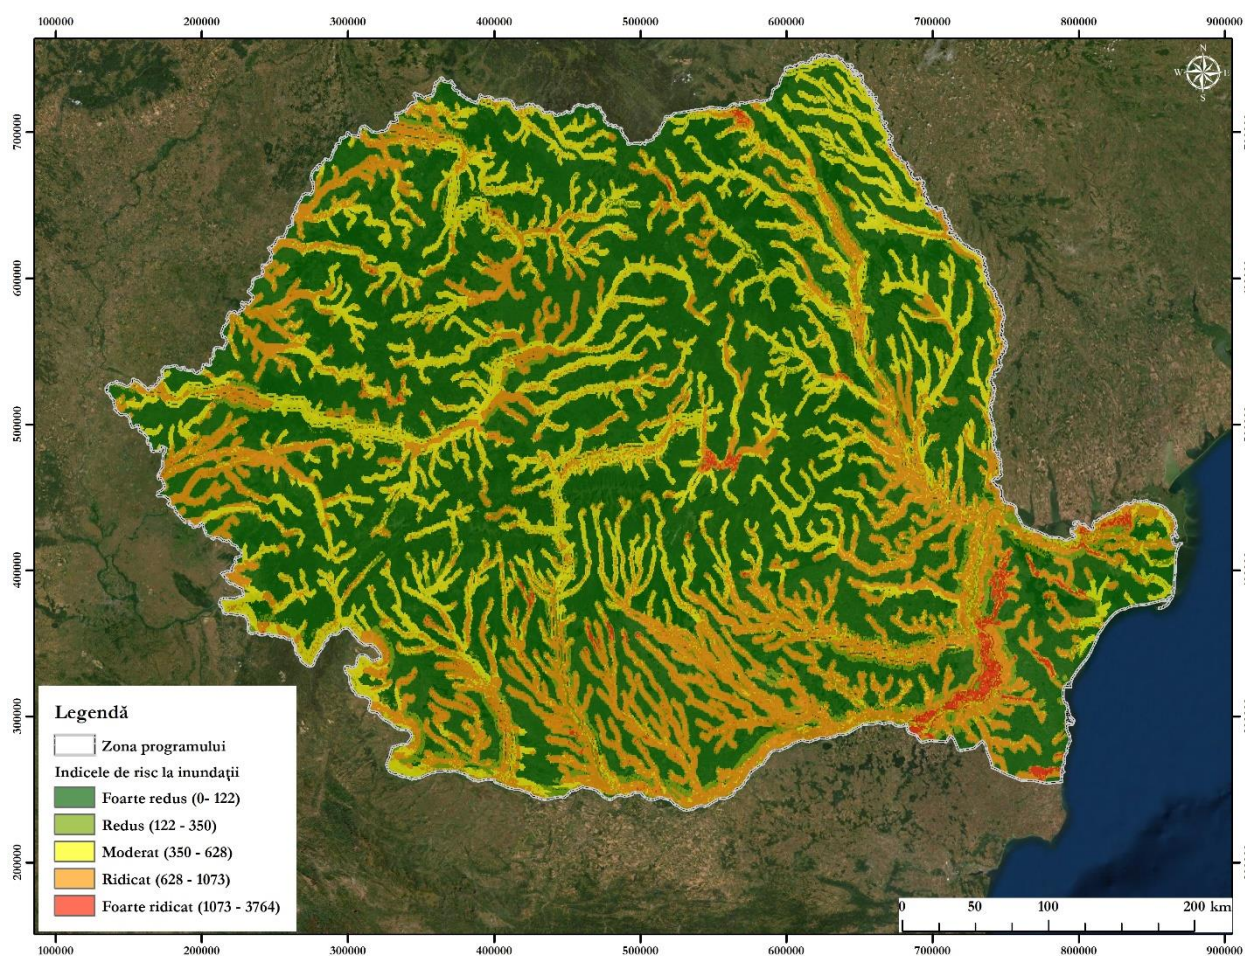 100000 200000 300000 400000 500000 600000 700000 800000 900000
N
W E
S
700000
600000
500000
400000
300000
200000
Legendă
Zona programului
Indicele de risc la inundații
Foarte redus (0- 122)
Redus (122 - 350)
Moderat (350 - 628)
Ridicat (628 - 1073)
Foarte ridicat (1073 - 3764)
0 50 100 200 km
100000 200000 300000 400000 500000 600000 700000 800000 900000